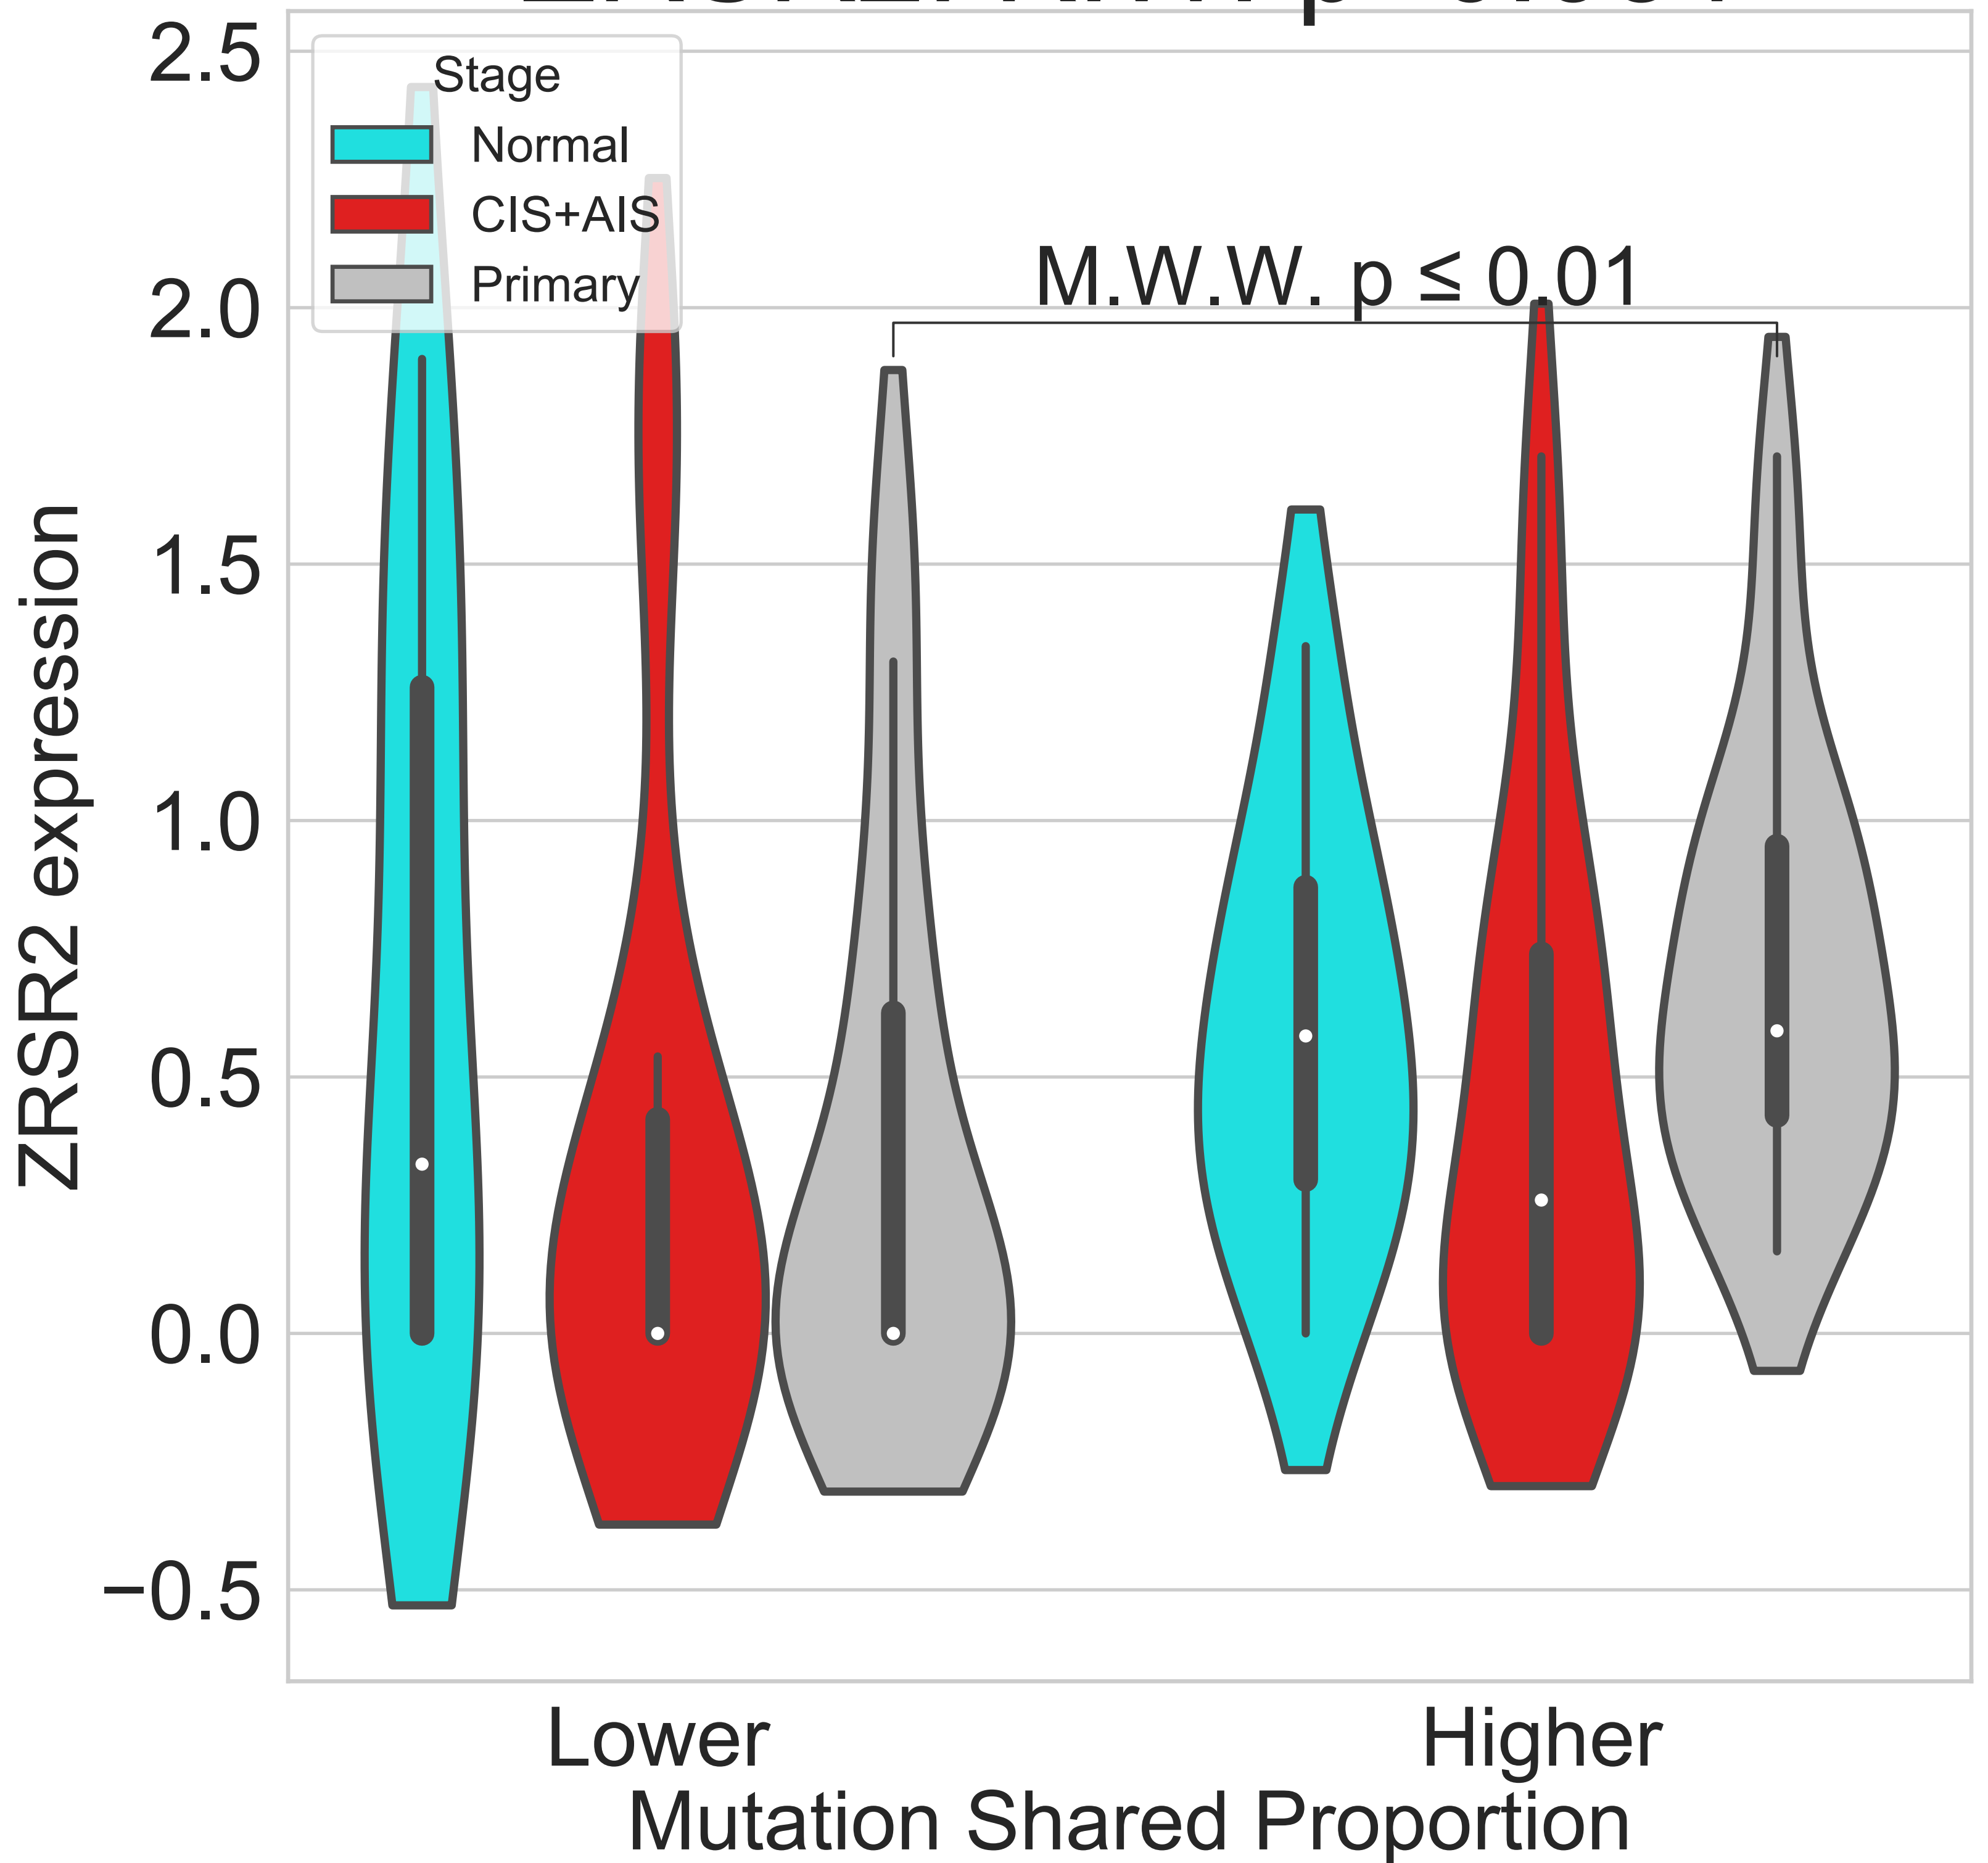 2.5
Stage
Normal
CIS+AIS
Primary
M.W.W. p ≤ 0.01
2.0
1.5
1.0
0.5
0.0
−0.5
ZRSR2 expression
Lower
Higher
Mutation Shared Proportion